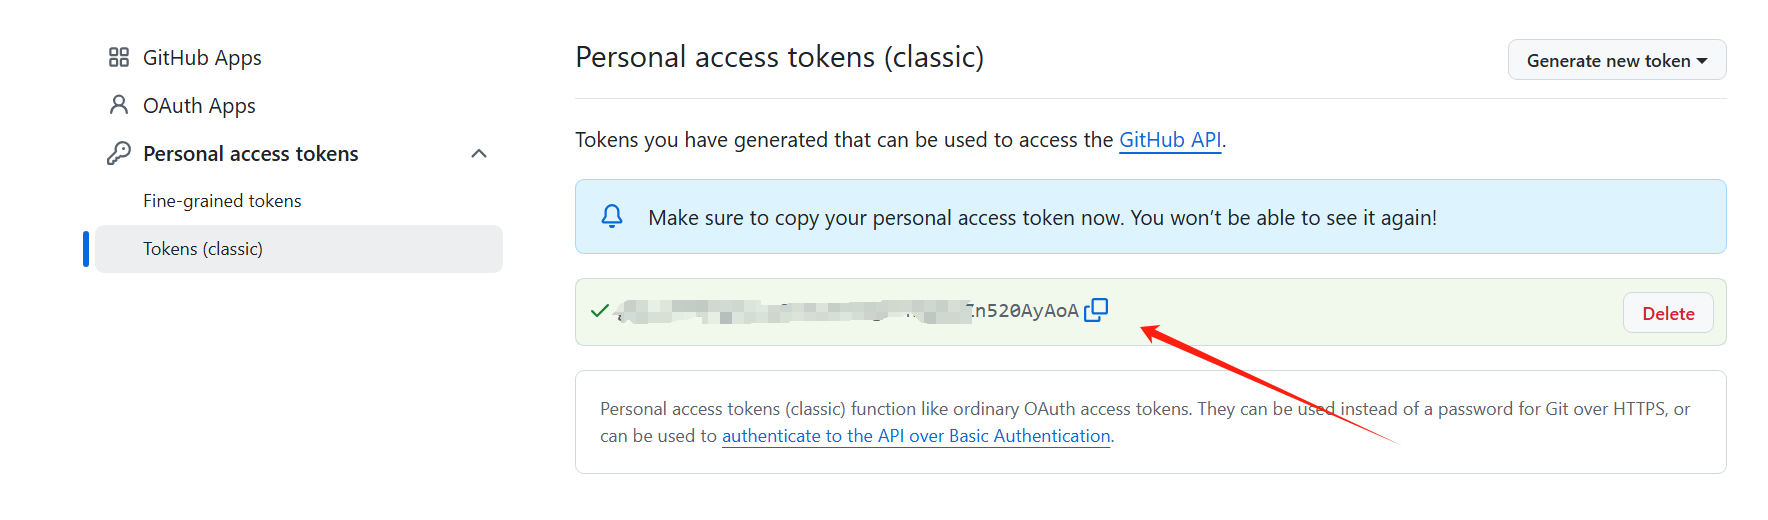 GitHub Apps
OAuth Apps
Personal access tokens
Fine-grained tokens
Tokens (classic)
Personal access tokens (classic)
Generate new token
Tokens you have generated that can be used to access the GitHub API.
Make sure to copy your personal access token now. You won’t be able to see it again!
n520AyAoA
Delete
Personal access tokens (classic) function like ordinary OAuth access tokens. They can be used instead of a password for Git over HTTPS, or
can be used to authenticate to the API over Basic Authentication.